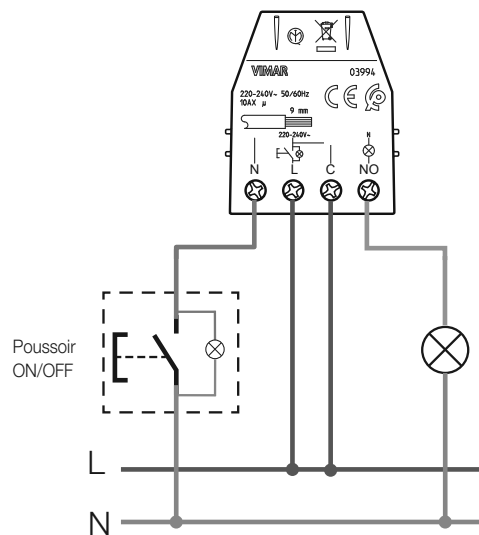 VIMAR 03994
220-240V~ 50/60Hz
10AX μ
9 mm
220-240V~
N
N L C NO
Poussoir
ON/OFF
L
N